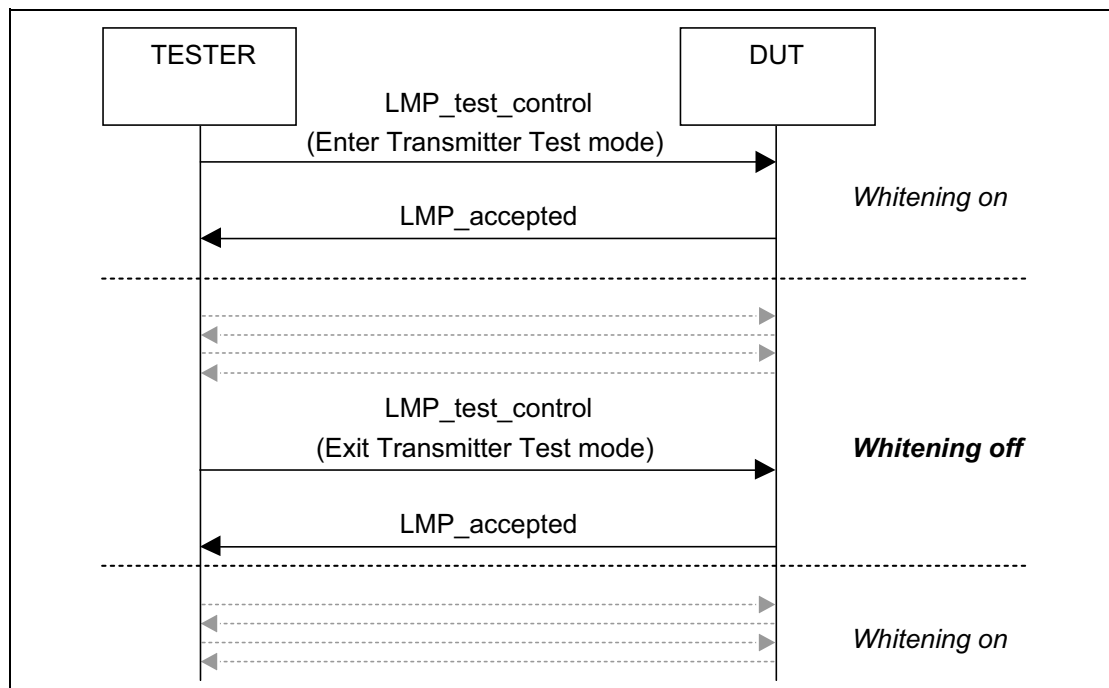 TESTER
DUT
LMP_test_control
(Enter Transmitter Test mode)
Whitening on
LMP_accepted
LMP_test_control
(Exit Transmitter Test mode)
Whitening off
LMP_accepted
Whitening on